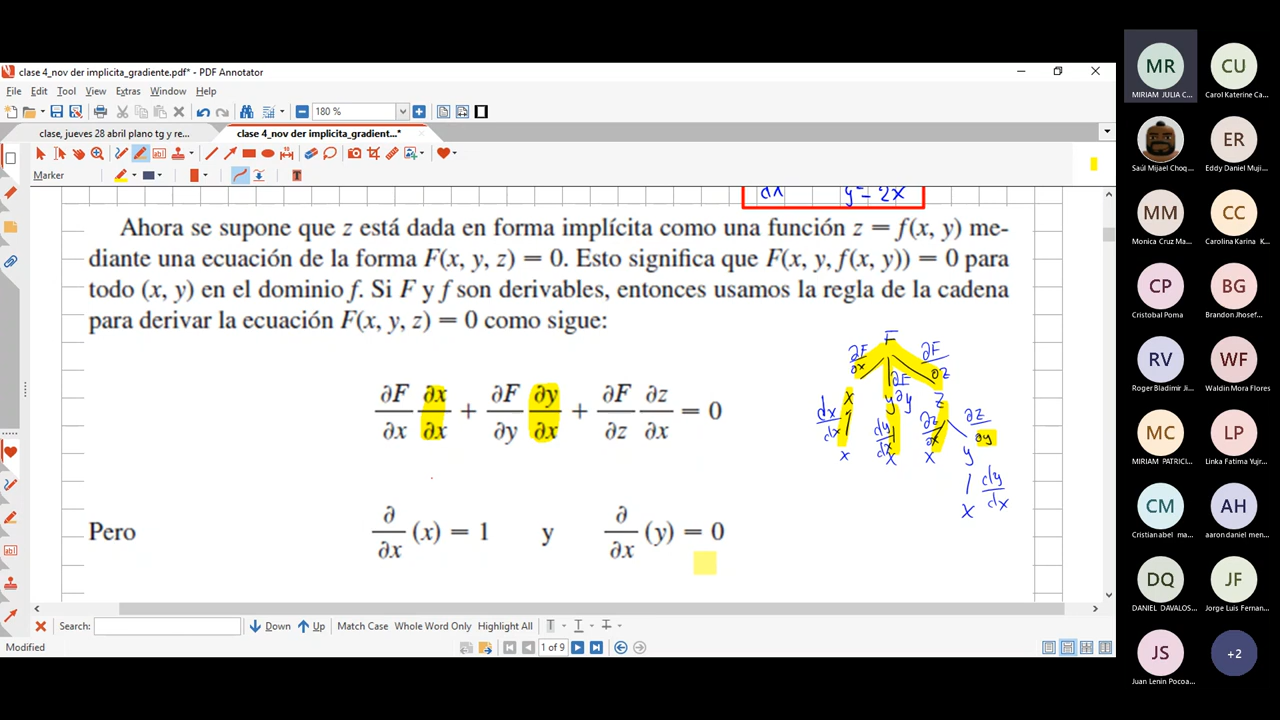 clase 4_nov der implicita_gradiente.pdf* - PDF Annotator
File Edit Tool View Extras Window Help
180 %
clase, jueves 28 abril plano tg y re...
clase 4_nov der implicita_gradient...*
Marker
dx y² - 2x
Ahora se supone que z está dada en forma implícita como una función z = f(x, y) me-
diante una ecuación de la forma F(x, y, z) = 0. Esto significa que F(x, y, f(x, y)) = 0 para
todo (x, y) en el dominio f. Si F y f son derivables, entonces usamos la regla de la cadena
para derivar la ecuación F(x, y, z) = 0 como sigue:
∂F/∂x ∂x/∂x + ∂F/∂y ∂y/∂x + ∂F/∂z ∂z/∂x = 0
Pero ∂/∂x (x) = 1 y ∂/∂x (y) = 0
F
∂F/∂x ∂F/∂y ∂F/∂z
x y z
dx/dx dy/dx ∂z/∂x ∂z/∂y
x x x y
dy/dx
x
Search: Down Up Match Case Whole Word Only Highlight All T T T
Modified
1 of 9
MR
MIRIAM JULIA C...
CU
Carol Katerine Ca...
Saúl Mijael Choq...
ER
Eddy Daniel Muji...
MM
Monica Cruz Ma...
CC
Carolina Karina K...
CP
Cristobal Poma
BG
Brandon Jhosef...
RV
Roger Bladimir Ji...
WF
Waldin Mora Flores
MC
MIRIAM PATRICI...
LP
Linka Fatima Yujr...
CM
Cristian abel ma...
AH
aaron daniel men...
DQ
DANIEL DAVALOS...
JF
Jorge Luis Fernan...
JS
Juan Lenin Pocoa...
+2